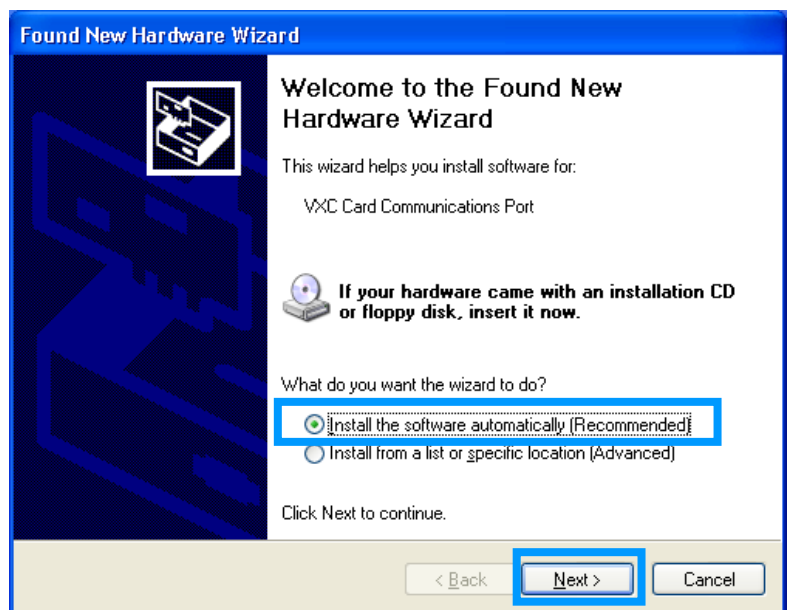 Found New Hardware Wizard
Welcome to the Found New
Hardware Wizard
This wizard helps you install software for:
VXC Card Communications Port
If your hardware came with an installation CD
or floppy disk, insert it now.
What do you want the wizard to do?
Install the software automatically (Recommended)
Install from a list or specific location (Advanced)
Click Next to continue.
< Back
Next >
Cancel